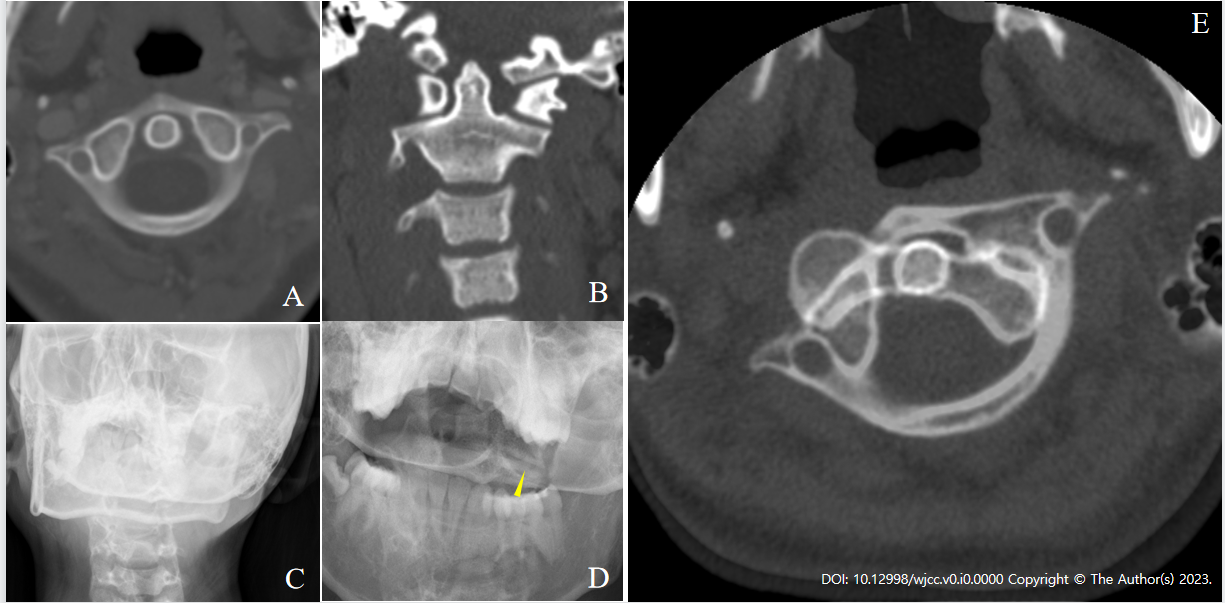 A
B
E
C
D
DOI: 10.12998/wjcc.v0.i0.0000 Copyright © The Author(s) 2023.